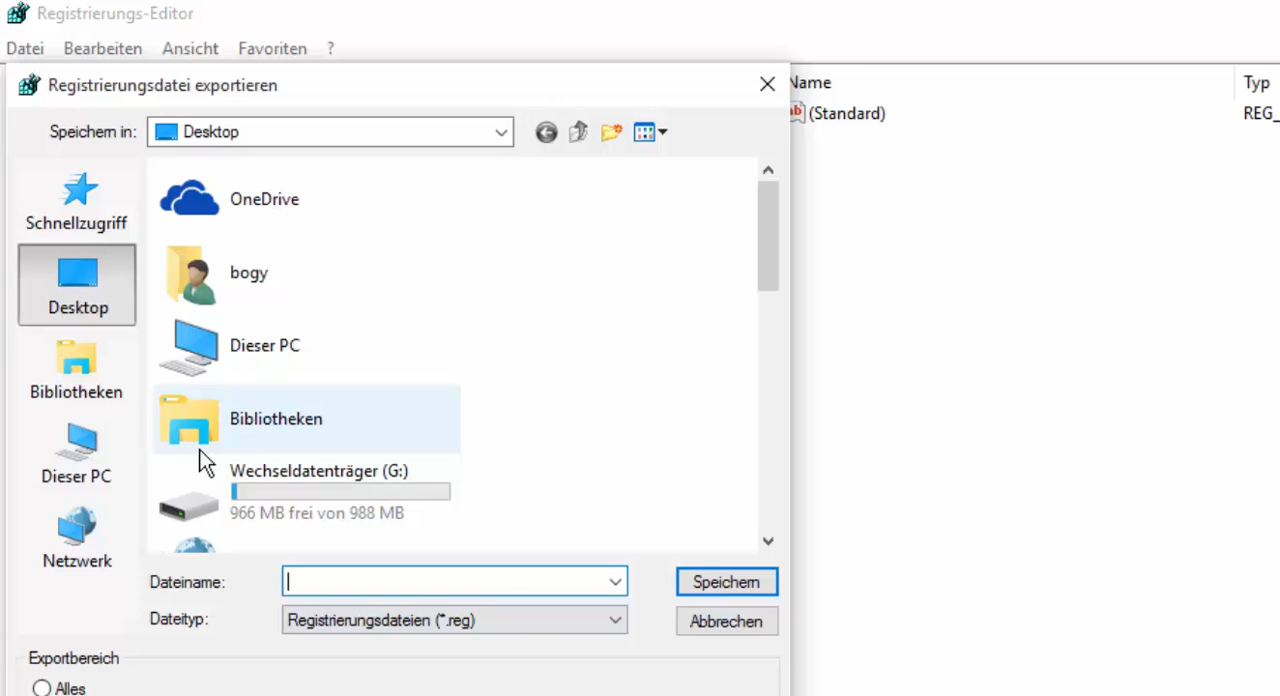 Registrierungs-Editor
Datei Bearbeiten Ansicht Favoriten ?
Registrierungsdatei exportieren
Name Typ
Speichern in: Desktop
ab (Standard) REG_
Schnellzugriff
Desktop
Bibliotheken
Dieser PC
Netzwerk
OneDrive
bogy
Dieser PC
Bibliotheken
Wechseldatenträger (G:)
966 MB frei von 988 MB
Dateiname: Speichern
Dateityp: Registrierungsdateien (*.reg) Abbrechen
Exportbereich
Alles